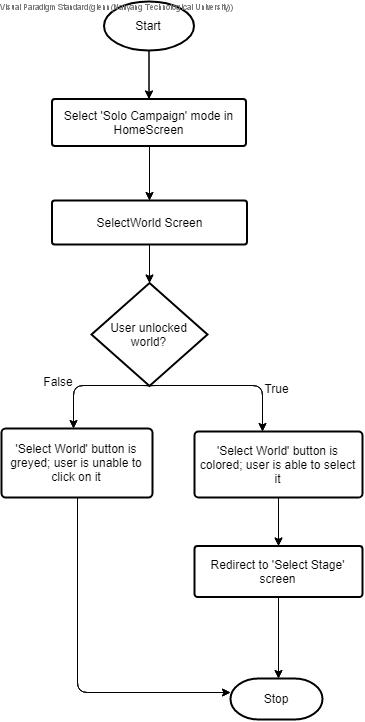 Visual Paradigm Standard(glenn(Nanyang Technological University))
Start
Select 'Solo Campaign' mode in
HomeScreen
SelectWorld Screen
User unlocked
world?
False
True
'Select World' button is
greyed; user is unable to
click on it
'Select World' button is
colored; user is able to select
it
Redirect to 'Select Stage'
screen
Stop